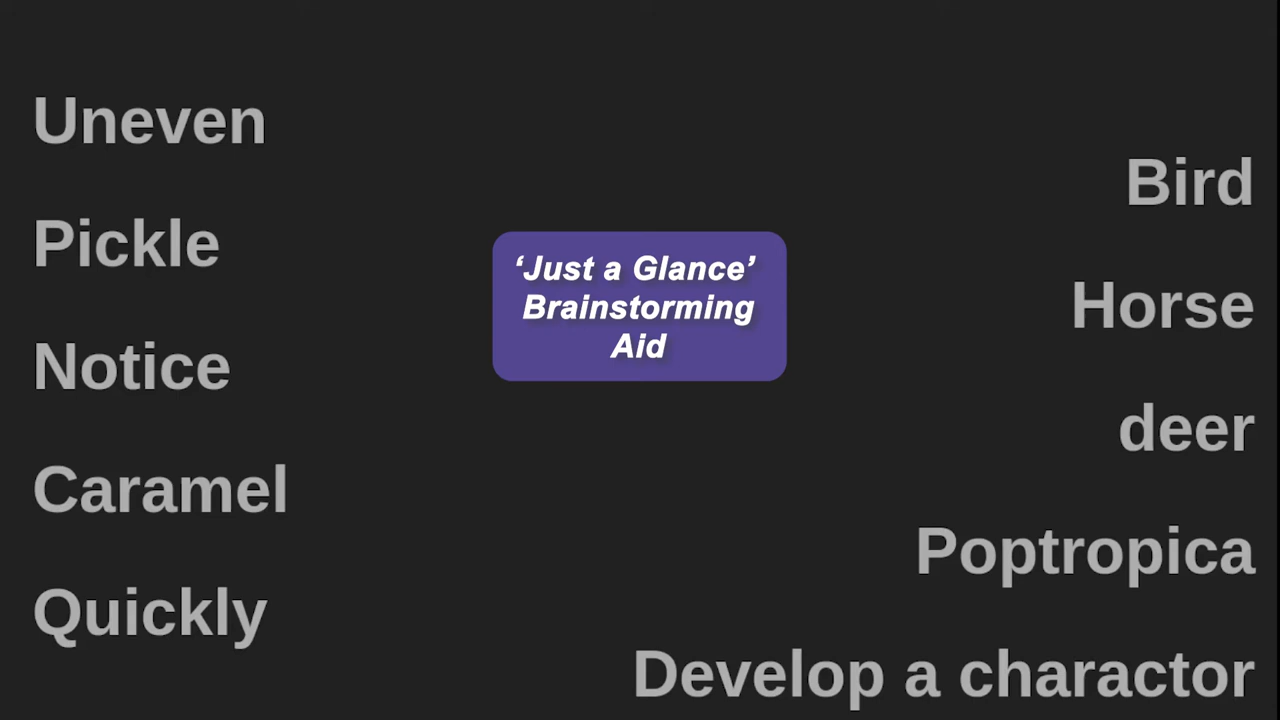 Uneven
Pickle
Notice
Caramel
Quickly
‘Just a Glance’
Brainstorming
Aid
Bird
Horse
deer
Poptropica
Develop a charactor